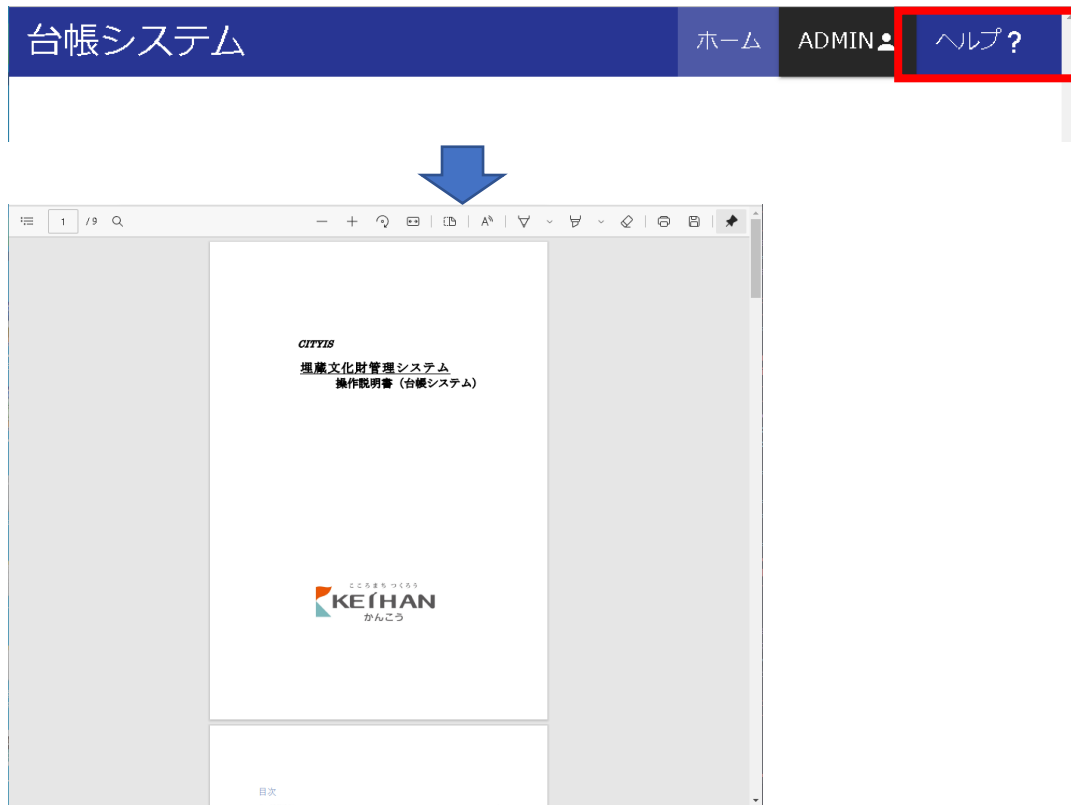 台帳システム ホーム ADMIN ヘルプ?
1 /9
CITYIS
埋蔵文化財管理システム
操作説明書（台帳システム）
こころまち つくろう
KEIHAN
かんこう
目次